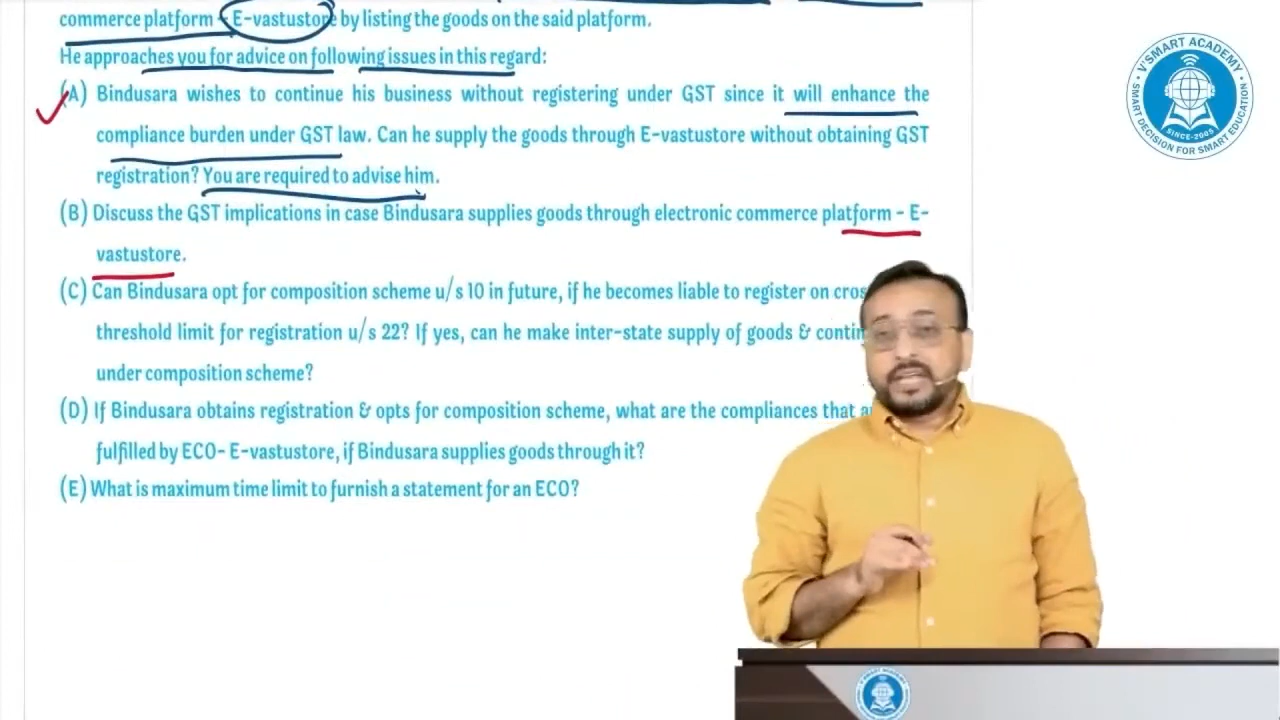 commerce platform - E-vastustore by listing the goods on the said platform.
He approaches you for advice on following issues in this regard:
(A) Bindusara wishes to continue his business without registering under GST since it will enhance the
compliance burden under GST law. Can he supply the goods through E-vastustore without obtaining GST
registration? You are required to advise him.
(B) Discuss the GST implications in case Bindusara supplies goods through electronic commerce platform - E-
vastustore.
(C) Can Bindusara opt for composition scheme u/s 10 in future, if he becomes liable to register on
threshold limit for registration u/s 22? If yes, can he make inter-state supply of goods &
under composition scheme?
(D) If Bindusara obtains registration & opts for composition scheme, what are the compliances that
fulfilled by ECO- E-vastustore, if Bindusara supplies goods through it?
(E) What is maximum time limit to furnish a statement for an ECO?
V'SMART ACADEMY
SINCE-2005
SMART DECISION FOR SMART EDUCATION